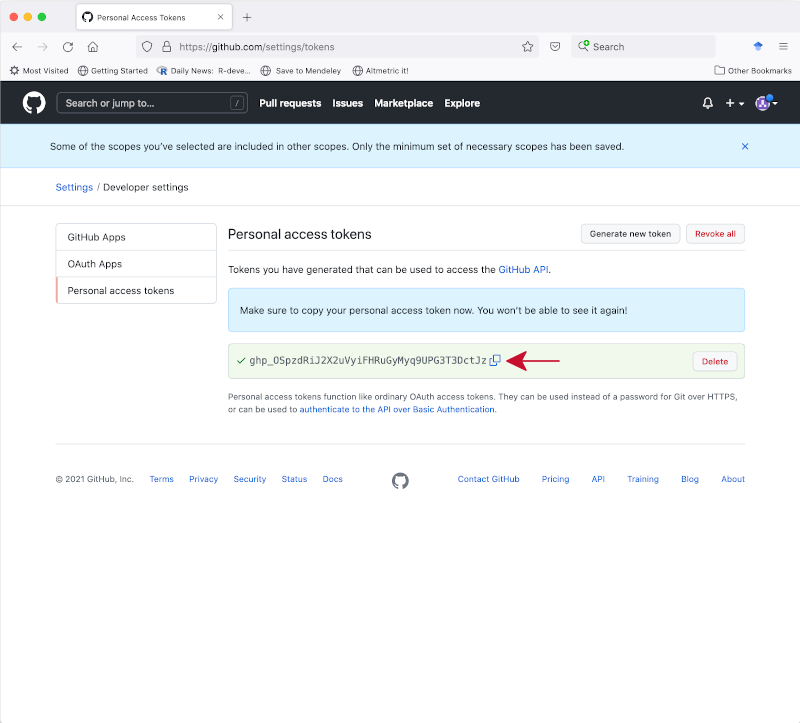 Personal Access Tokens
https://github.com/settings/tokens
Search
Most Visited
Getting Started
Daily News: R-deve...
Save to Mendeley
Altmetric it!
Other Bookmarks
Search or jump to...
/
Pull requests
Issues
Marketplace
Explore
Some of the scopes you've selected are included in other scopes. Only the minimum set of necessary scopes has been saved.
Settings / Developer settings
GitHub Apps
OAuth Apps
Personal access tokens
Personal access tokens
Generate new token
Revoke all
Tokens you have generated that can be used to access the GitHub API.
Make sure to copy your personal access token now. You won't be able to see it again!
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
Delete
Personal access tokens function like ordinary OAuth access tokens. They can be used instead of a password for Git over HTTPS,
or can be used to authenticate to the API over Basic Authentication.
© 2021 GitHub, Inc.
Terms
Privacy
Security
Status
Docs
Contact GitHub
Pricing
API
Training
Blog
About